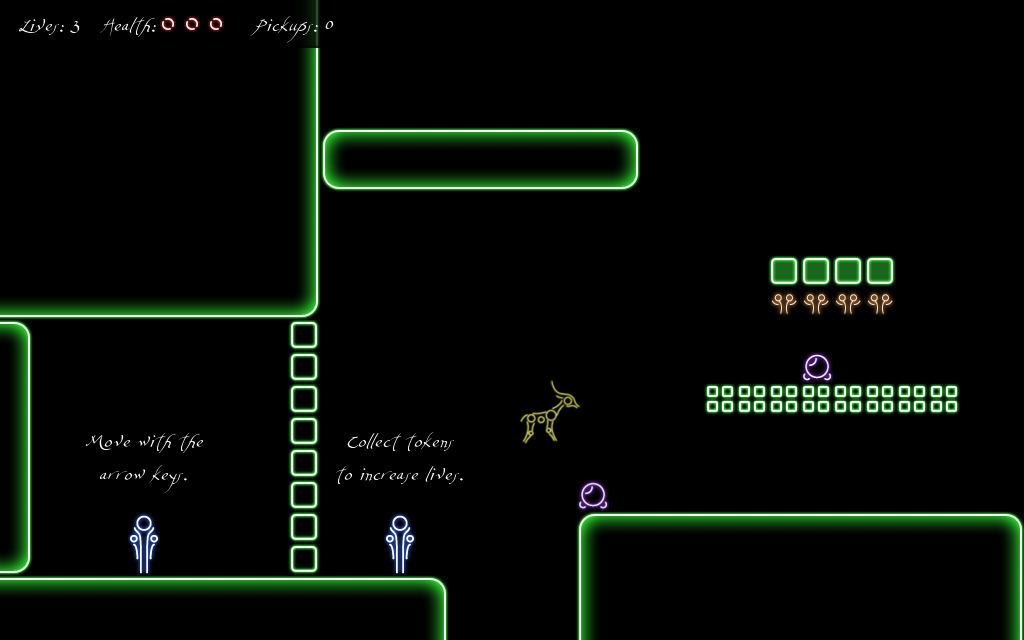 Lives: 3 Health: Pickups: 0
Move with the
arrow keys.
Collect tokens
to increase lives.